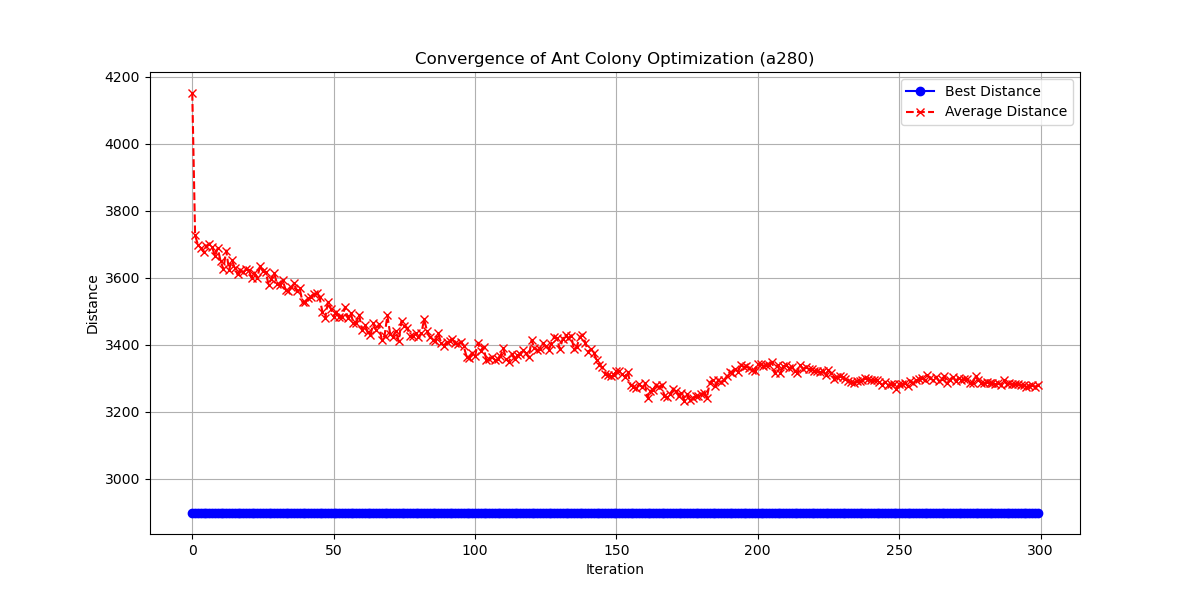 Convergence of Ant Colony Optimization (a280)
4200
4000
3800
3600
3400
3200
3000
Distance
Best Distance
Average Distance
0
50
100
150
200
250
300
Iteration